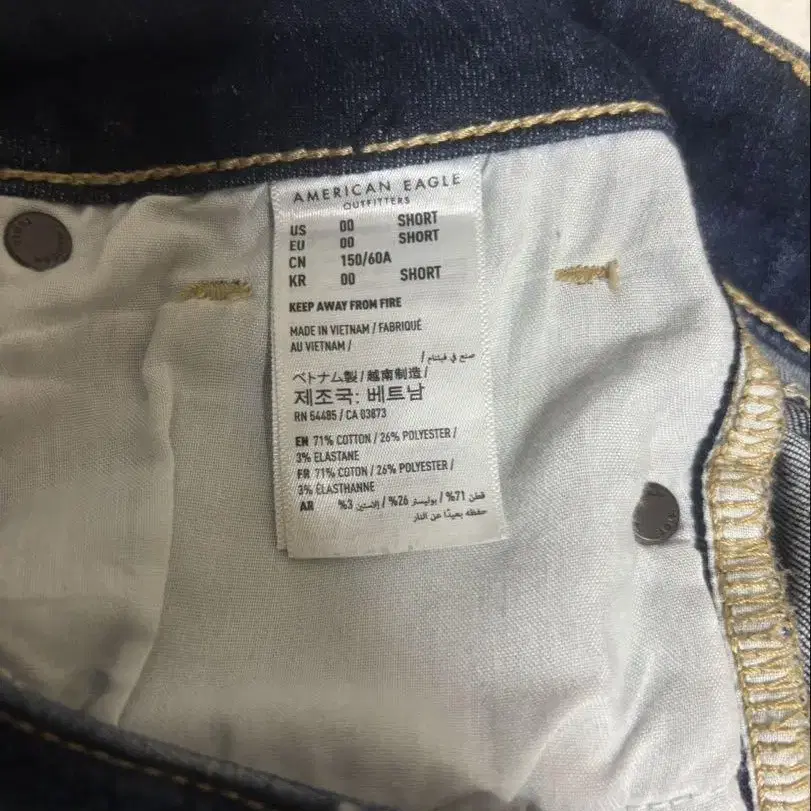 AMERICAN EAGLE
OUTFITTERS
US 00 SHORT
EU 00 SHORT
CN 150/60A
KR 00 SHORT
KEEP AWAY FROM FIRE
MADE IN VIETNAM / FABRIQUÉ
AU VIETNAM /
صنع في فيتنام /
ベトナム製 / 越南制造 /
제조국: 베트남
RN 54485 / CA 03873
EN 71% COTTON / 26% POLYESTER /
3% ELASTANE
FR 71% COTON / 26% POLYESTER /
3% ÉLASTHANNE
AR قطن 71% / بوليستر 26% / إلاستين 3%
حفظه بعيدًا عن النار